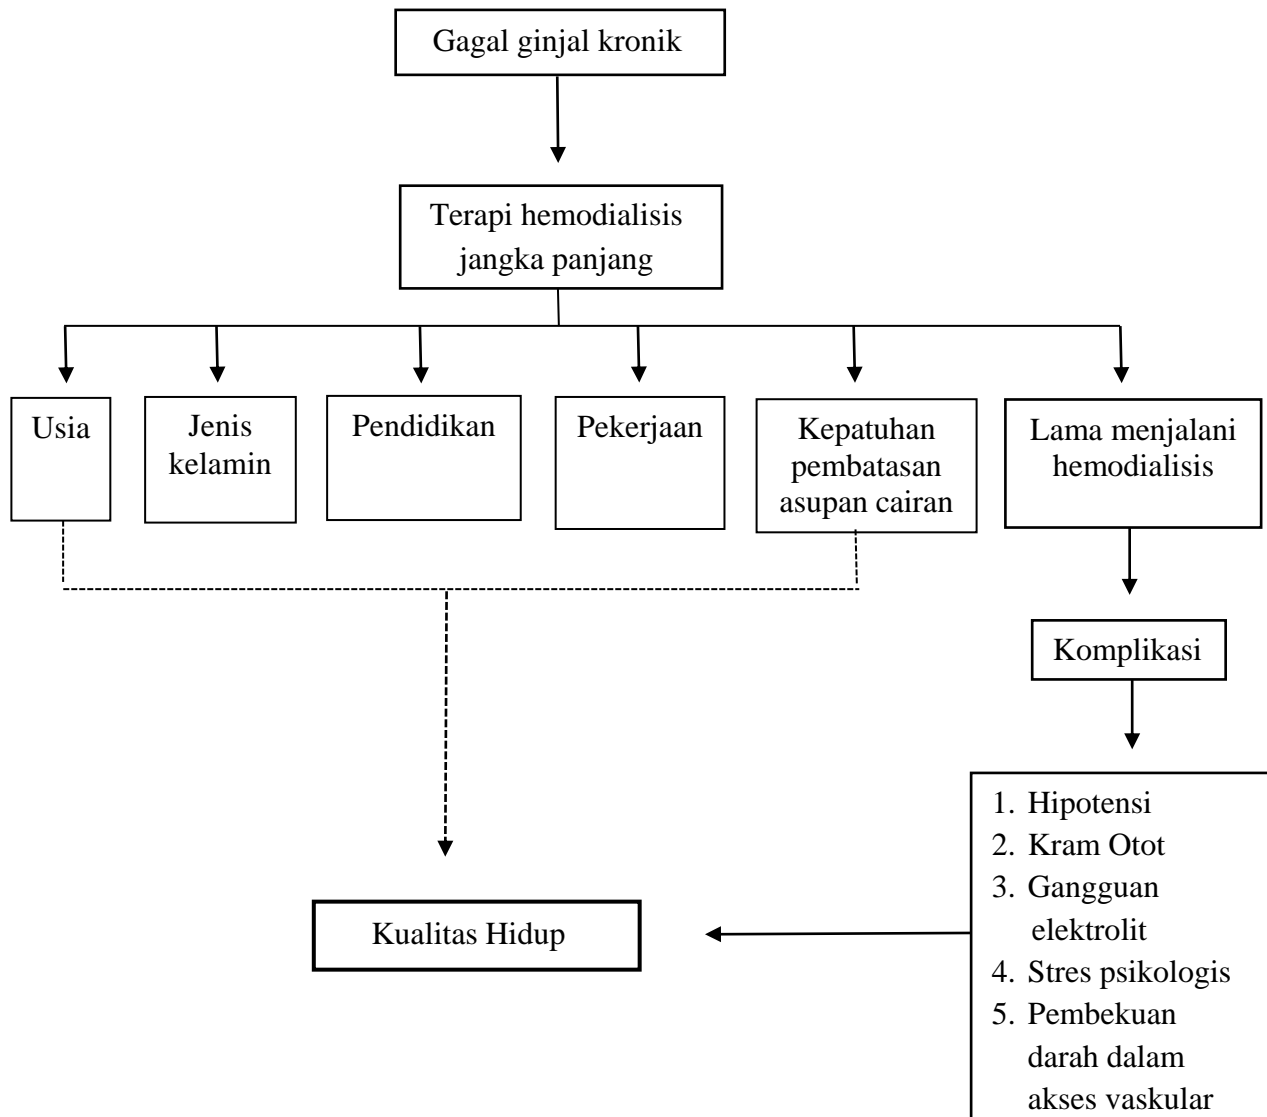 Gagal ginjal kronik
Terapi hemodialisis
jangka panjang
Usia
Jenis
kelamin
Pendidikan
Pekerjaan
Kepatuhan
pembatasan
asupan cairan
Lama menjalani
hemodialisis
Komplikasi
1. Hipotensi
2. Kram Otot
3. Gangguan
elektrolit
4. Stres psikologis
5. Pembekuan
darah dalam
akses vaskular
Kualitas Hidup